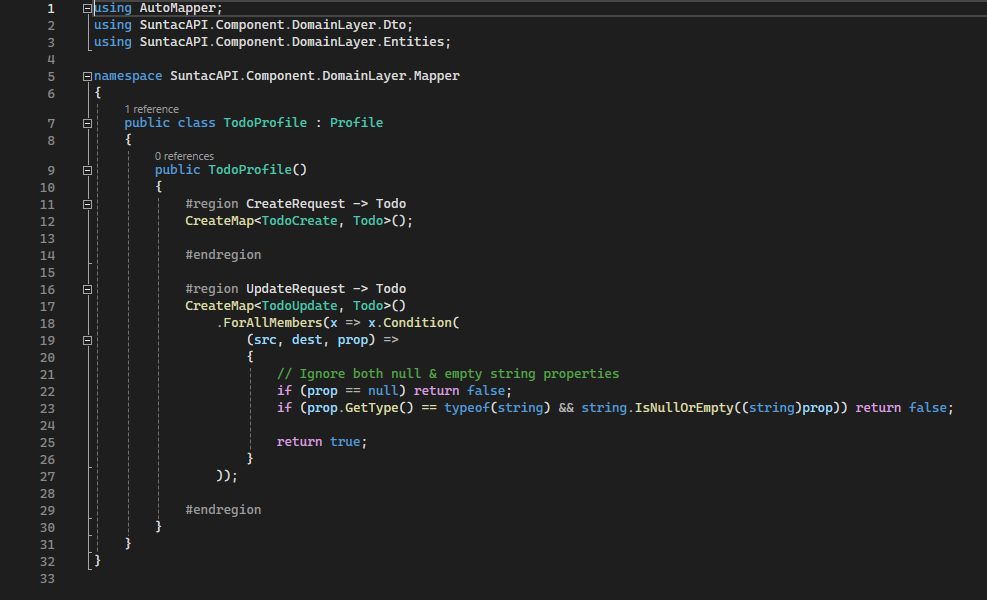 1 using AutoMapper;
2 using SuntacAPI.Component.DomainLayer.Dto;
3 using SuntacAPI.Component.DomainLayer.Entities;
4
5 namespace SuntacAPI.Component.DomainLayer.Mapper
6 {
1 reference
7 public class TodoProfile : Profile
8 {
0 references
9 public TodoProfile()
10 {
11 #region CreateRequest -> Todo
12 CreateMap<TodoCreate, Todo>();
13
14 #endregion
15
16 #region UpdateRequest -> Todo
17 CreateMap<TodoUpdate, Todo>()
18 .ForAllMembers(x => x.Condition(
19 (src, dest, prop) =>
20 {
21 // Ignore both null & empty string properties
22 if (prop == null) return false;
23 if (prop.GetType() == typeof(string) && string.IsNullOrEmpty((string)prop)) return false;
24
25 return true;
26 }
27 ));
28
29 #endregion
30 }
31 }
32 }
33